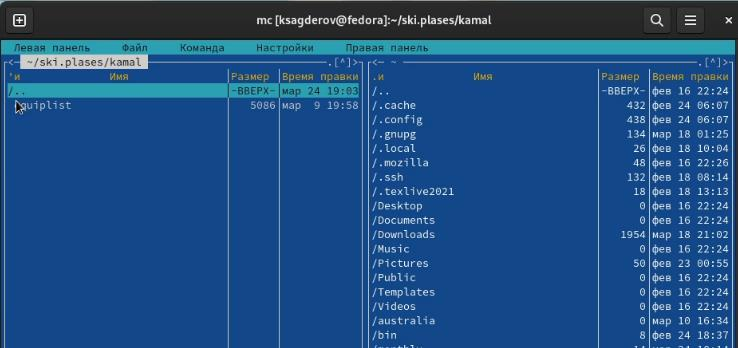 mc [ksagderov@fedora]:~/ski.plases/kamal
Левая панель Файл Команда Настройки Правая панель
<─ ~/ski.plases/kamal .[^]>
'и Имя Размер Время правки
/.. -ВВЕРХ- мар 24 19:03
quiplist 5086 мар 9 19:58
<─ ~ .[^]>
.и Имя Размер Время правки
/.. -ВВЕРХ- фев 16 22:24
/.cache 432 фев 24 06:07
/.config 438 фев 24 06:07
/.gnupg 134 мар 18 01:25
/.local 26 фев 18 10:04
/.mozilla 48 фев 16 22:26
/.ssh 132 фев 18 08:14
/.texlive2021 18 фев 18 13:13
/Desktop 0 фев 16 22:24
/Documents 0 фев 16 22:24
/Downloads 1954 мар 18 21:02
/Music 0 фев 16 22:24
/Pictures 50 фев 23 00:55
/Public 0 фев 16 22:24
/Templates 0 фев 16 22:24
/Videos 0 фев 16 22:24
/australia 0 мар 10 16:34
/bin 8 фев 24 18:37